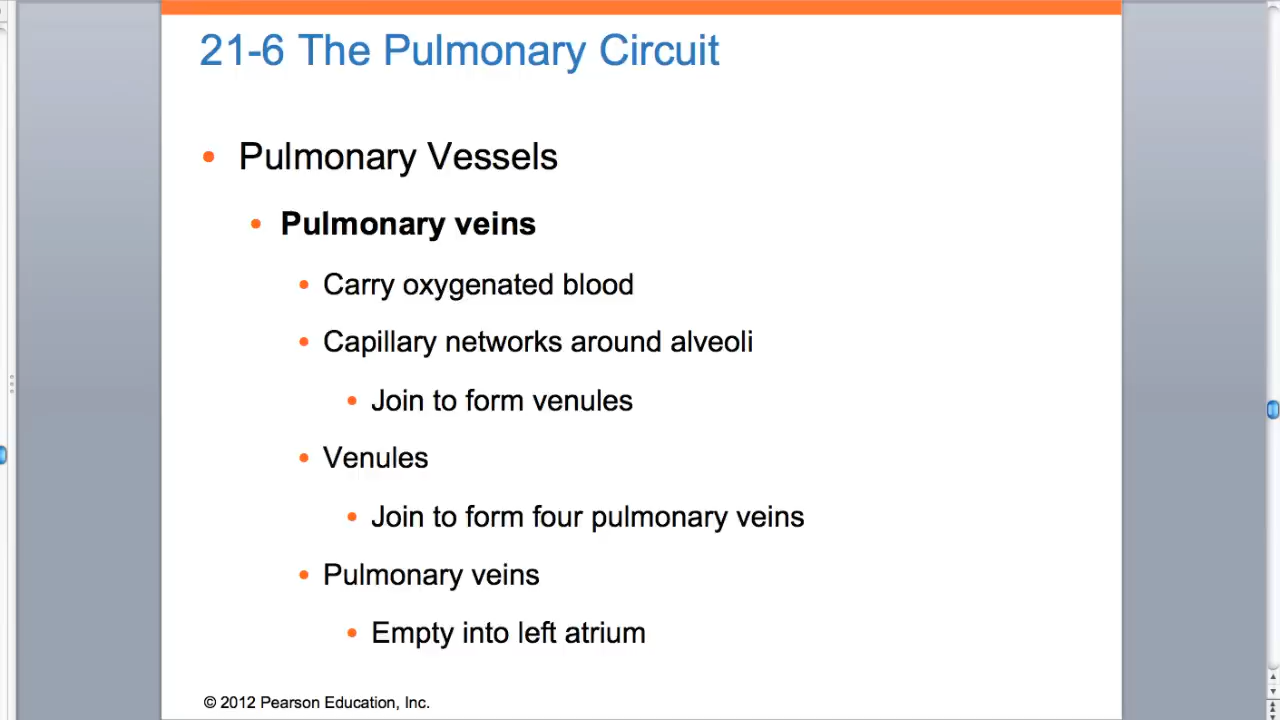 21-6 The Pulmonary Circuit
• Pulmonary Vessels
• Pulmonary veins
• Carry oxygenated blood
• Capillary networks around alveoli
• Join to form venules
• Venules
• Join to form four pulmonary veins
• Pulmonary veins
• Empty into left atrium
© 2012 Pearson Education, Inc.